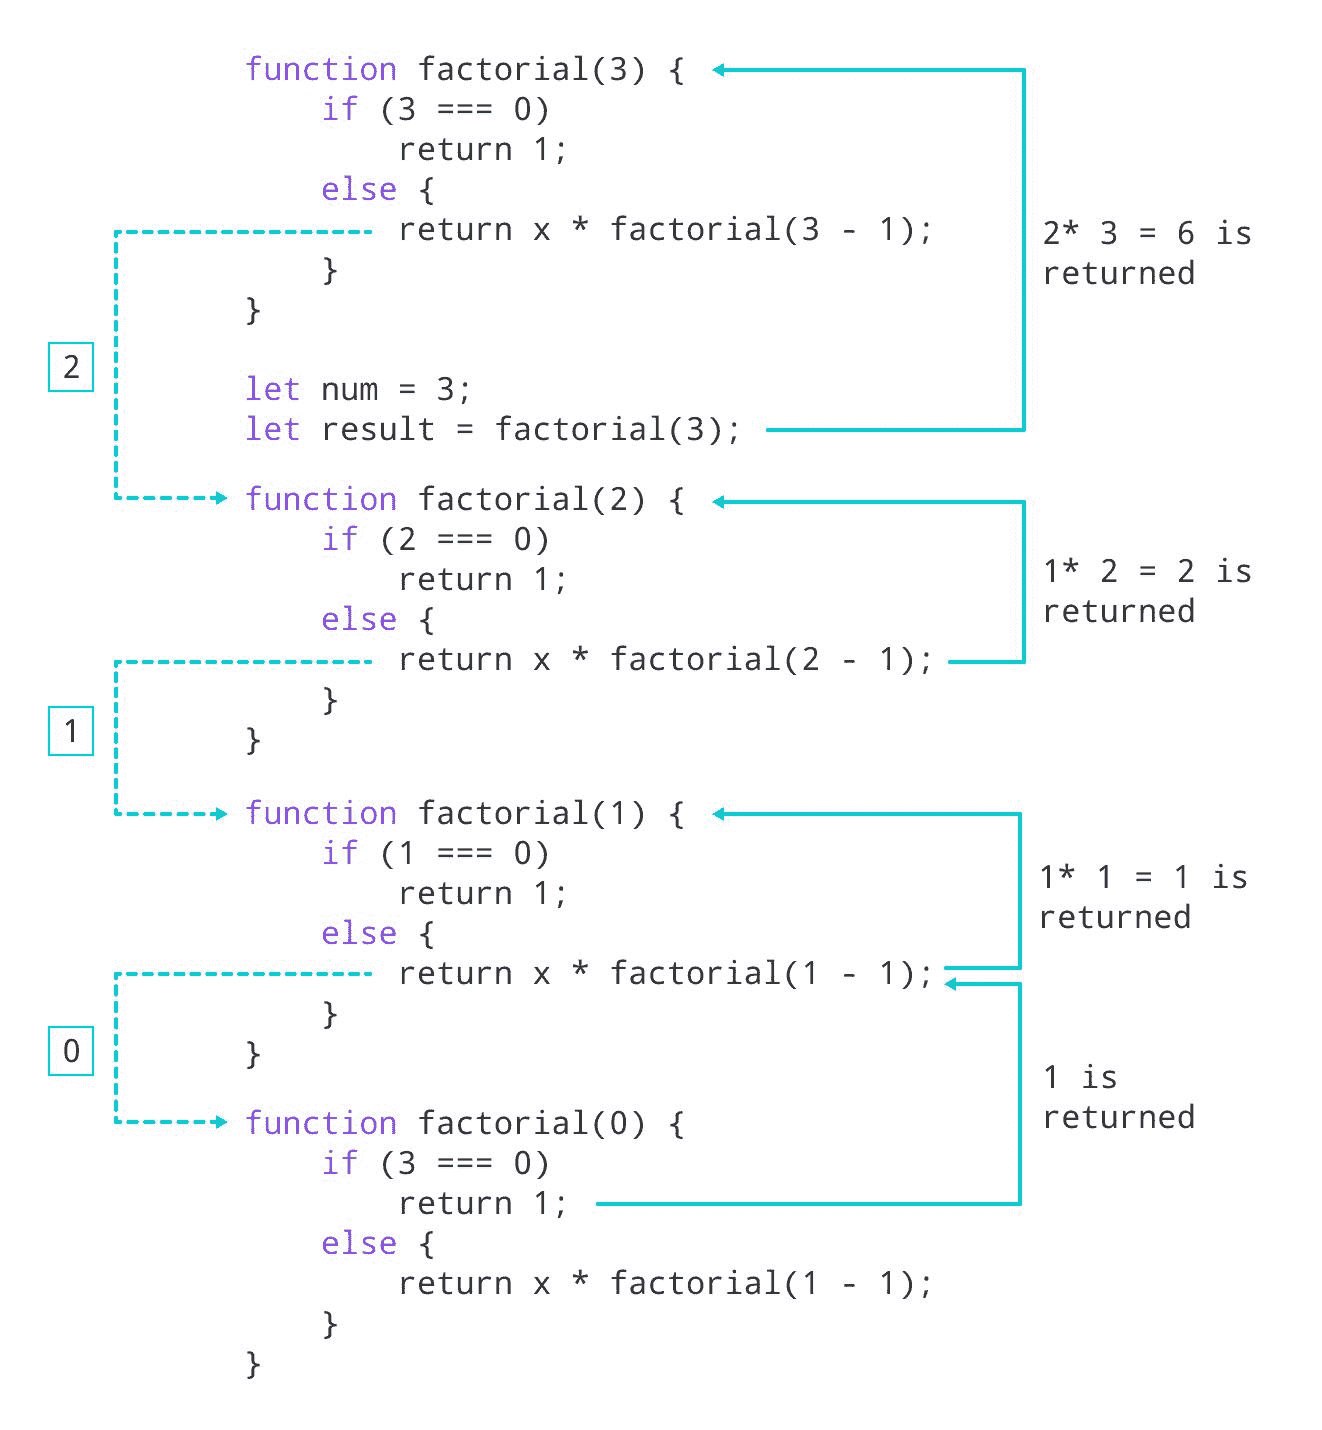 function factorial(3) {
if (3 === 0)
return 1;
else {
return x * factorial(3 - 1);
}
}
2* 3 = 6 is
returned
2
let num = 3;
let result = factorial(3);
function factorial(2) {
if (2 === 0)
return 1;
else {
return x * factorial(2 - 1);
}
}
1* 2 = 2 is
returned
1
function factorial(1) {
if (1 === 0)
return 1;
else {
return x * factorial(1 - 1);
}
}
1* 1 = 1 is
returned
0
1 is
returned
function factorial(0) {
if (3 === 0)
return 1;
else {
return x * factorial(1 - 1);
}
}